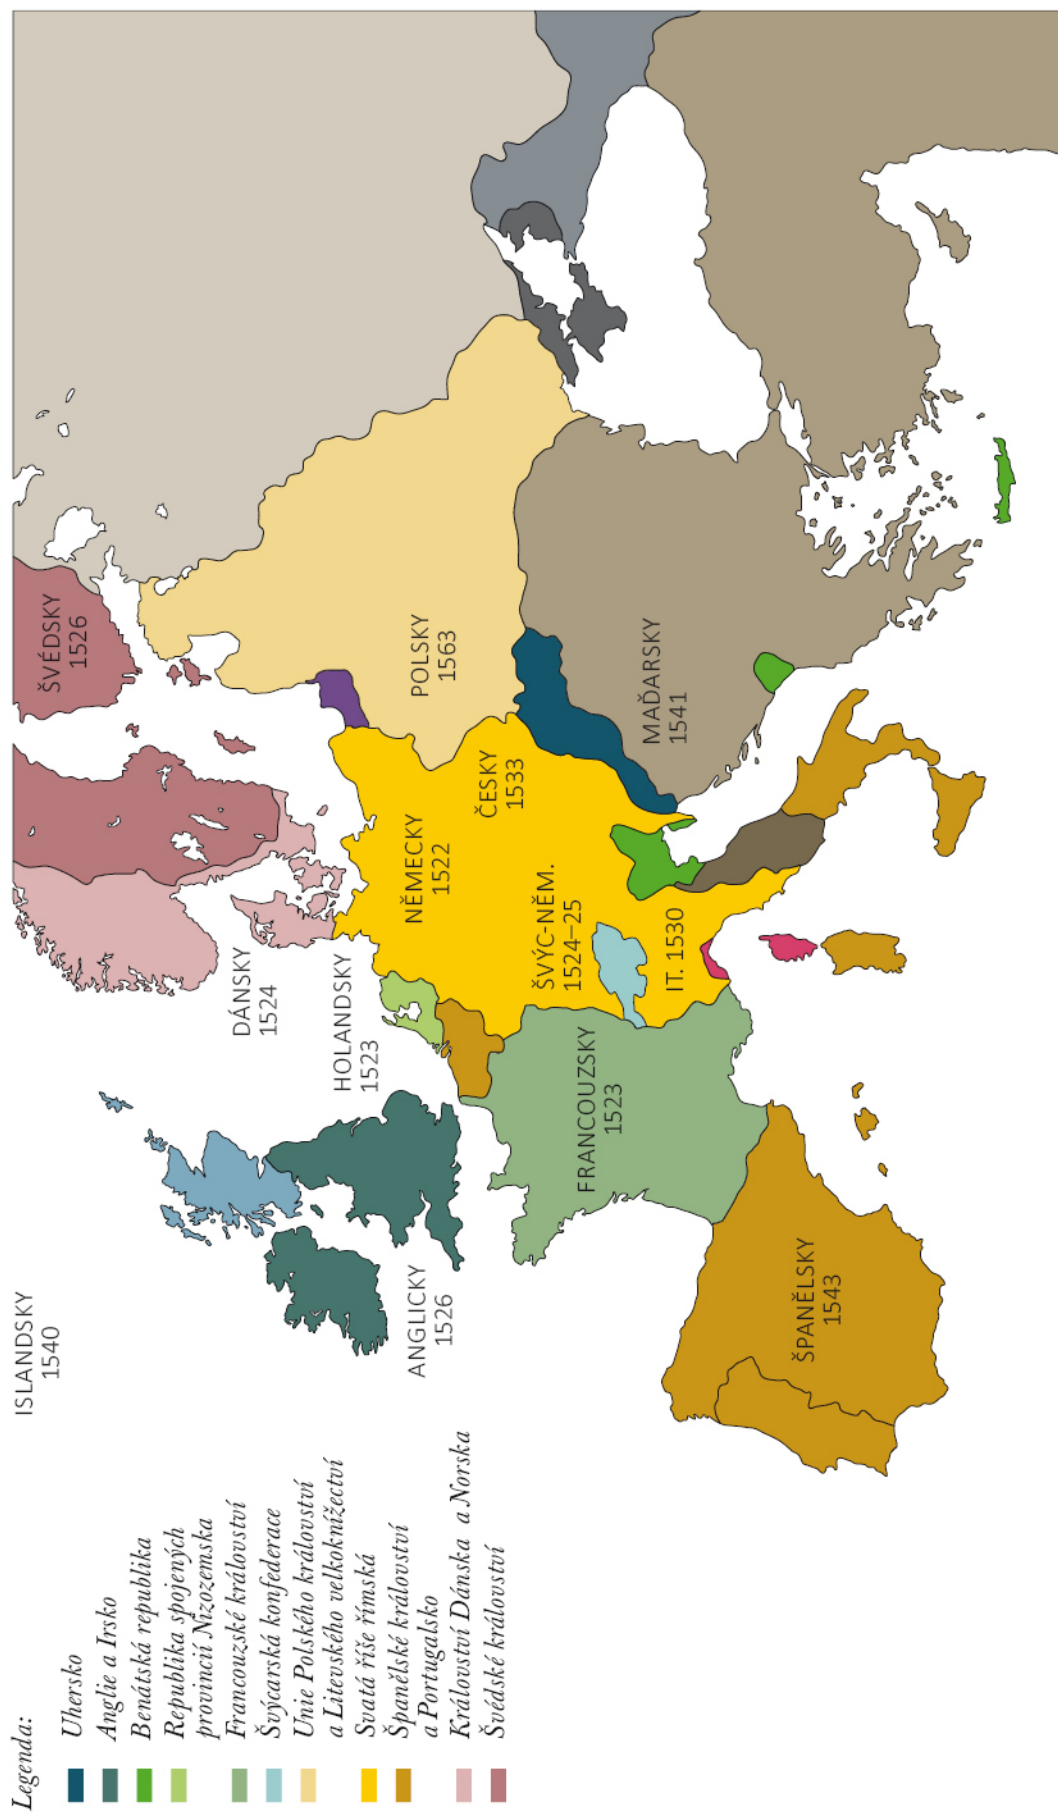 Legenda:
Uhersko
Anglie a Irsko
Benátská republika
Republika spojených
provincií Nizozemska
Francouzské království
Švýcarská konfederace
Unie Polského království
a Litevského velkoknížectví
Svatá říše římská
Španělské království
a Portugalsko
Království Dánska a Norska
Švédské království
ISLANDSKY
1540
ŠVÉDSKY
1526
DÁNSKY
1524
HOLANDSKY
1523
ANGLICKY
1526
NĚMECKY
1522
POLSKY
1563
ČESKY
1533
ŠVÝC-NĚM.
1524–25
FRANCOUZSKY
1523
IT. 1530
MAĎARSKY
1541
ŠPANĚLSKY
1543